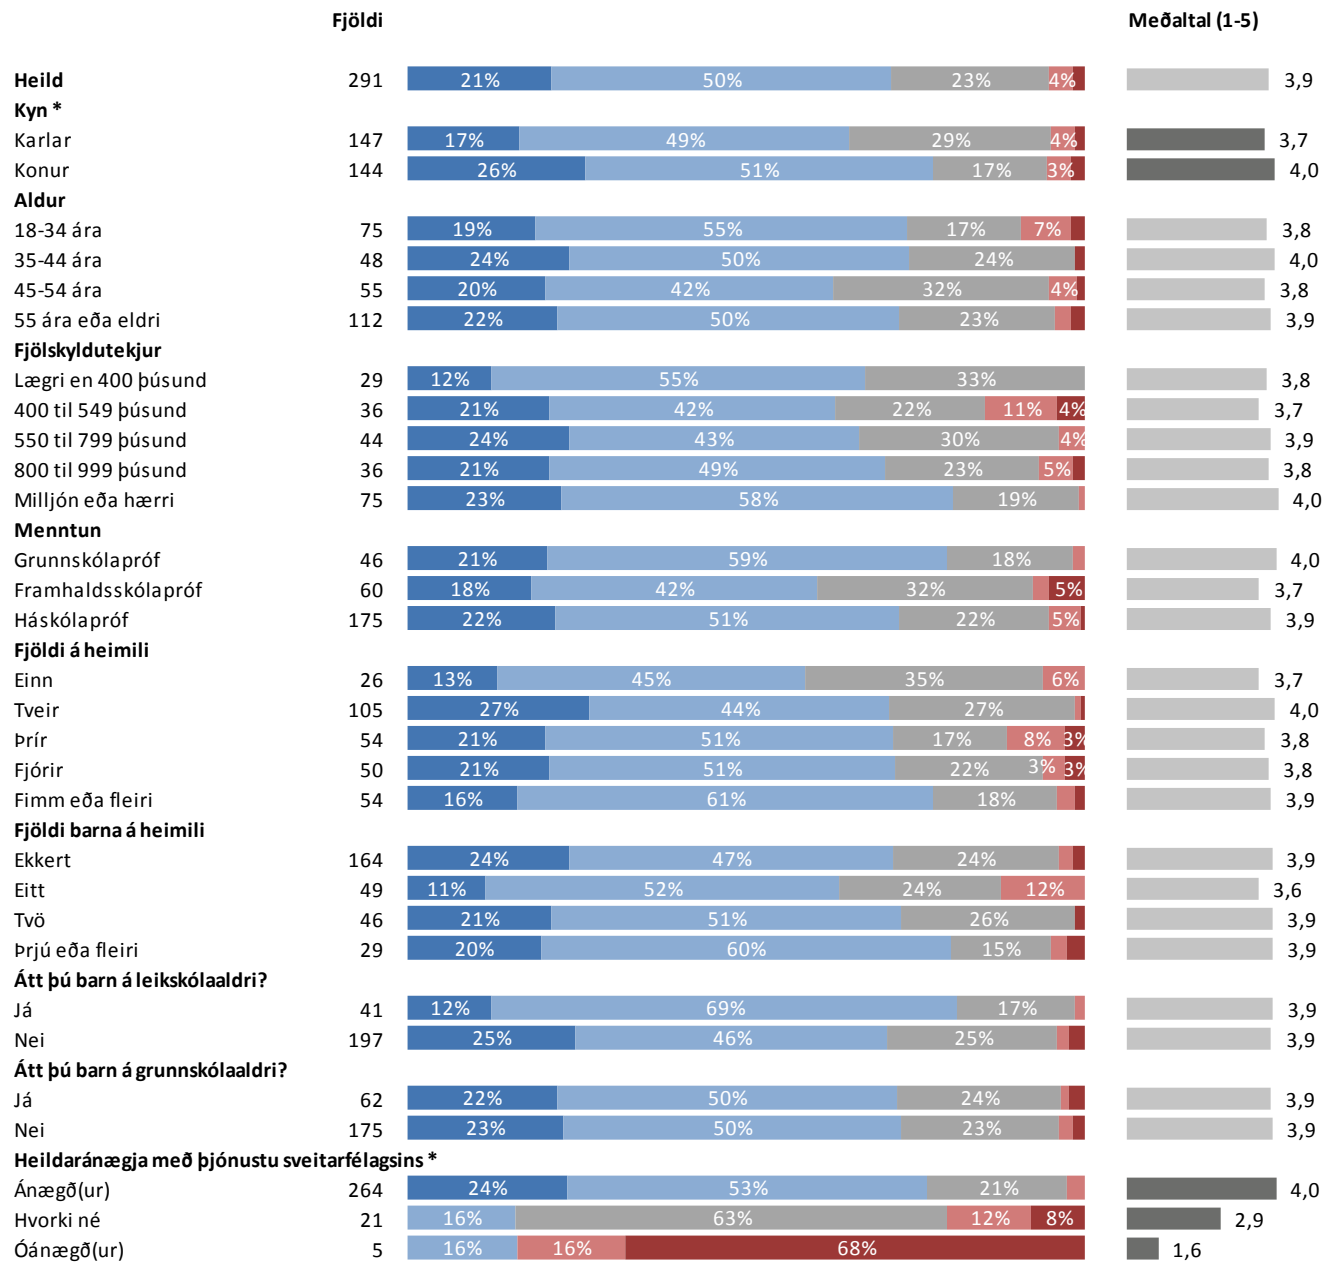 Fjöldi Meðaltal (1-5)
Heild 291 21% 50% 23% 4% 3,9
Kyn *
Karlar 147 17% 49% 29% 4% 3,7
Konur 144 26% 51% 17% 3% 4,0
Aldur
18-34 ára 75 19% 55% 17% 7% 3,8
35-44 ára 48 24% 50% 24% 4,0
45-54 ára 55 20% 42% 32% 4% 3,8
55 ára eða eldri 112 22% 50% 23% 3,9
Fjölskyldutekjur
Lægri en 400 þúsund 29 12% 55% 33% 3,8
400 til 549 þúsund 36 21% 42% 22% 11% 4% 3,7
550 til 799 þúsund 44 24% 43% 30% 4% 3,9
800 til 999 þúsund 36 21% 49% 23% 5% 3,8
Milljón eða hærri 75 23% 58% 19% 4,0
Menntun
Grunnskólapróf 46 21% 59% 18% 4,0
Framhaldsskólapróf 60 18% 42% 32% 5% 3,7
Háskólapróf 175 22% 51% 22% 5% 3,9
Fjöldi á heimili
Einn 26 13% 45% 35% 6% 3,7
Tveir 105 27% 44% 27% 4,0
Þrír 54 21% 51% 17% 8% 3% 3,8
Fjórir 50 21% 51% 22% 3% 3% 3,8
Fimm eða fleiri 54 16% 61% 18% 3,9
Fjöldi barna á heimili
Ekkert 164 24% 47% 24% 3,9
Eitt 49 11% 52% 24% 12% 3,6
Tvö 46 21% 51% 26% 3,9
Þrjú eða fleiri 29 20% 60% 15% 3,9
Átt þú barn á leikskólaaldri?
Já 41 12% 69% 17% 3,9
Nei 197 25% 46% 25% 3,9
Átt þú barn á grunnskólaaldri?
Já 62 22% 50% 24% 3,9
Nei 175 23% 50% 23% 3,9
Heildaránægja með þjónustu sveitarfélagsins *
Ánægð(ur) 264 24% 53% 21% 4,0
Hvorki né 21 16% 63% 12% 8% 2,9
Óánægð(ur) 5 16% 16% 68% 1,6